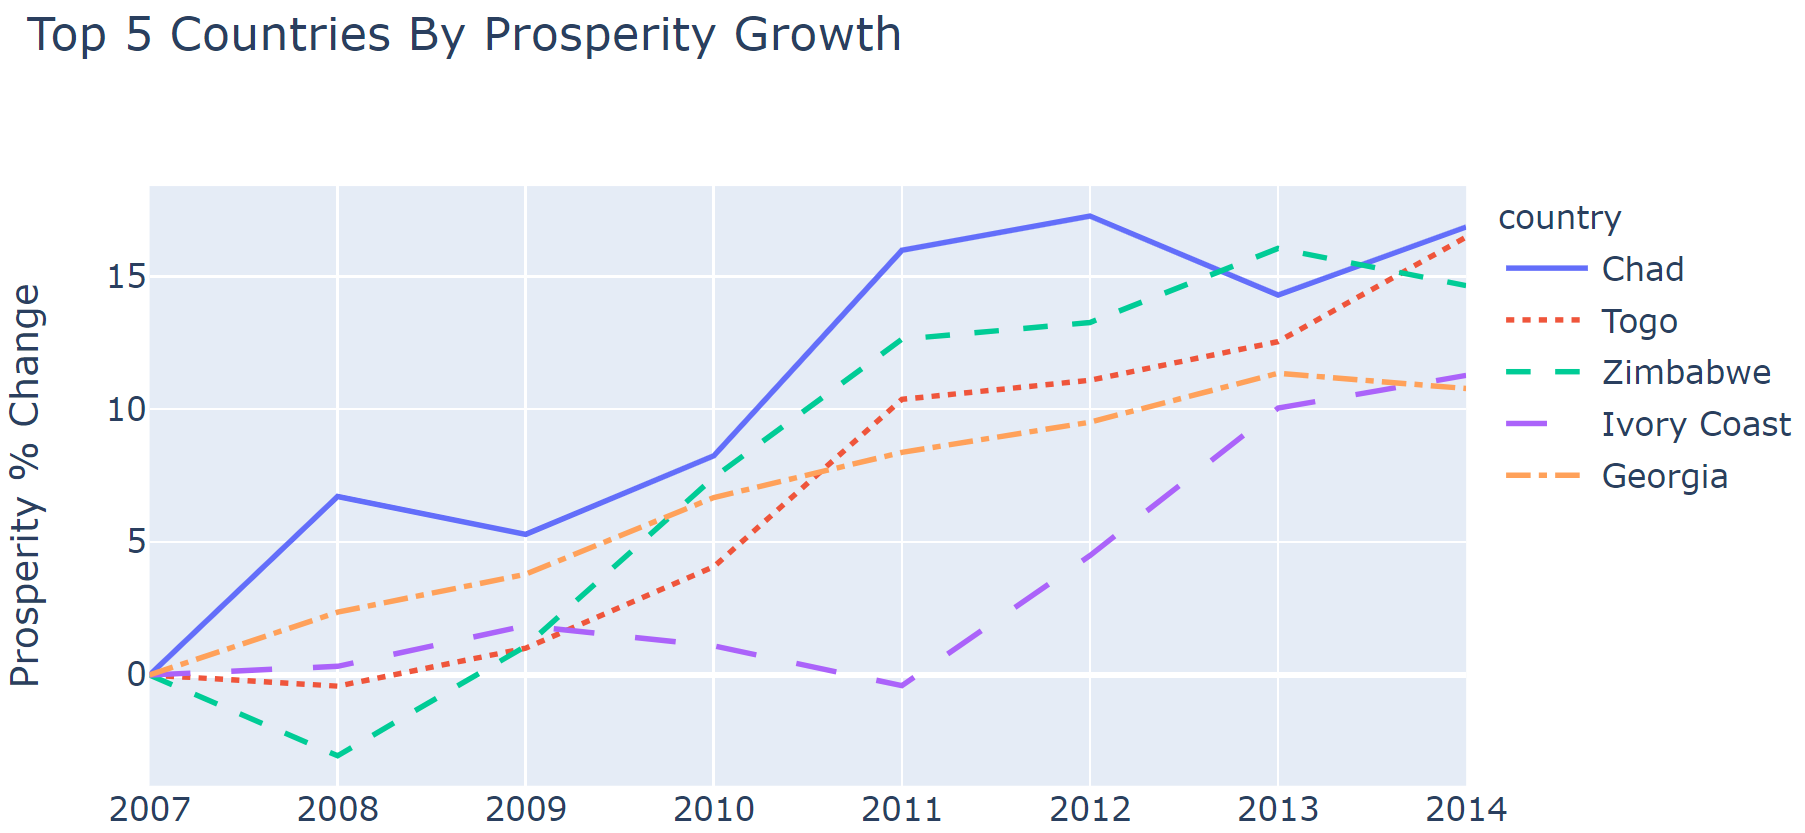 Top 5 Countries By Prosperity Growth
Prosperity % Change
15
10
5
0
2007 2008 2009 2010 2011 2012 2013 2014
country
Chad
Togo
Zimbabwe
Ivory Coast
Georgia